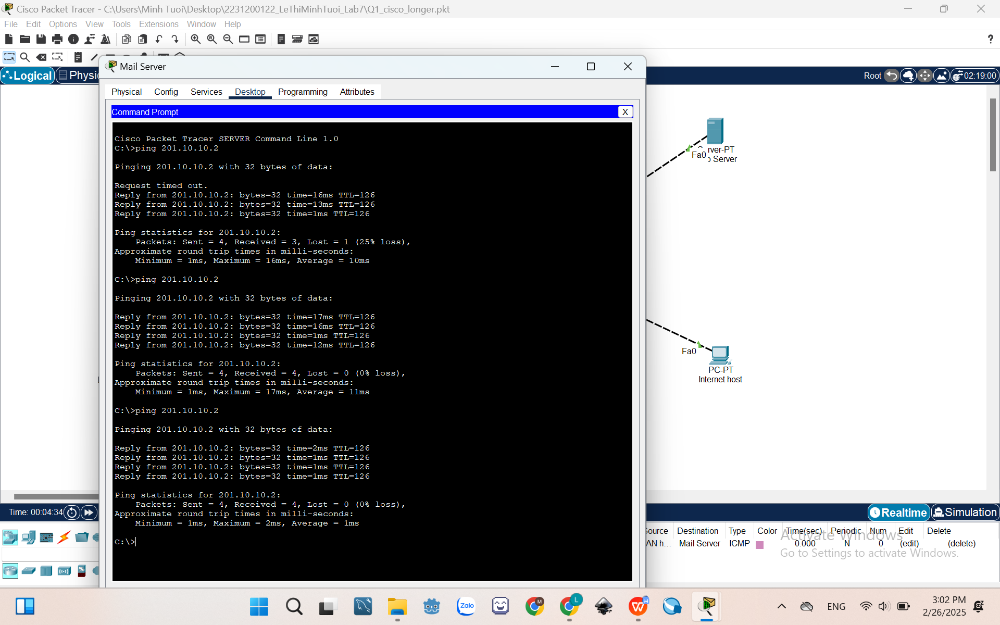 Cisco Packet Tracer - C:\Users\Minh Tuoi\Desktop\2231200122_LeThiMinhTuoi_Lab7\Q1_cisco_longer.pkt
File Edit Options View Tools Extensions Window Help
?
Mail Server
Logical
Root
02:19:00
Physical Config Services Desktop Programming Attributes
Command Prompt
X
Cisco Packet Tracer SERVER Command Line 1.0
C:\>ping 201.10.10.2
Pinging 201.10.10.2 with 32 bytes of data:
Request timed out.
Reply from 201.10.10.2: bytes=32 time=16ms TTL=126
Reply from 201.10.10.2: bytes=32 time=13ms TTL=126
Reply from 201.10.10.2: bytes=32 time=1ms TTL=126
Ping statistics for 201.10.10.2:
Packets: Sent = 4, Received = 3, Lost = 1 (25% loss),
Approximate round trip times in milli-seconds:
Minimum = 1ms, Maximum = 16ms, Average = 10ms
C:\>ping 201.10.10.2
Pinging 201.10.10.2 with 32 bytes of data:
Reply from 201.10.10.2: bytes=32 time=17ms TTL=126
Reply from 201.10.10.2: bytes=32 time=16ms TTL=126
Reply from 201.10.10.2: bytes=32 time=1ms TTL=126
Reply from 201.10.10.2: bytes=32 time=12ms TTL=126
Ping statistics for 201.10.10.2:
Packets: Sent = 4, Received = 4, Lost = 0 (0% loss),
Approximate round trip times in milli-seconds:
Minimum = 1ms, Maximum = 17ms, Average = 11ms
C:\>ping 201.10.10.2
Pinging 201.10.10.2 with 32 bytes of data:
Reply from 201.10.10.2: bytes=32 time=2ms TTL=126
Reply from 201.10.10.2: bytes=32 time=1ms TTL=126
Reply from 201.10.10.2: bytes=32 time=1ms TTL=126
Reply from 201.10.10.2: bytes=32 time=1ms TTL=126
Ping statistics for 201.10.10.2:
Packets: Sent = 4, Received = 4, Lost = 0 (0% loss),
Approximate round trip times in milli-seconds:
Minimum = 1ms, Maximum = 2ms, Average = 1ms
C:\>
rver-PT
Fa0
Server
Fa0
PC-PT
Internet host
Time: 00:04:34
Realtime
Simulation
Destination Type Color Time(sec) Periodic Num Edit Delete
Mail Server ICMP 0.000 N 0 (edit) (delete)
Activate Windows
Go to Settings to activate Windows.
Zalo
M
L
W
ENG
3:02 PM
2/26/2025